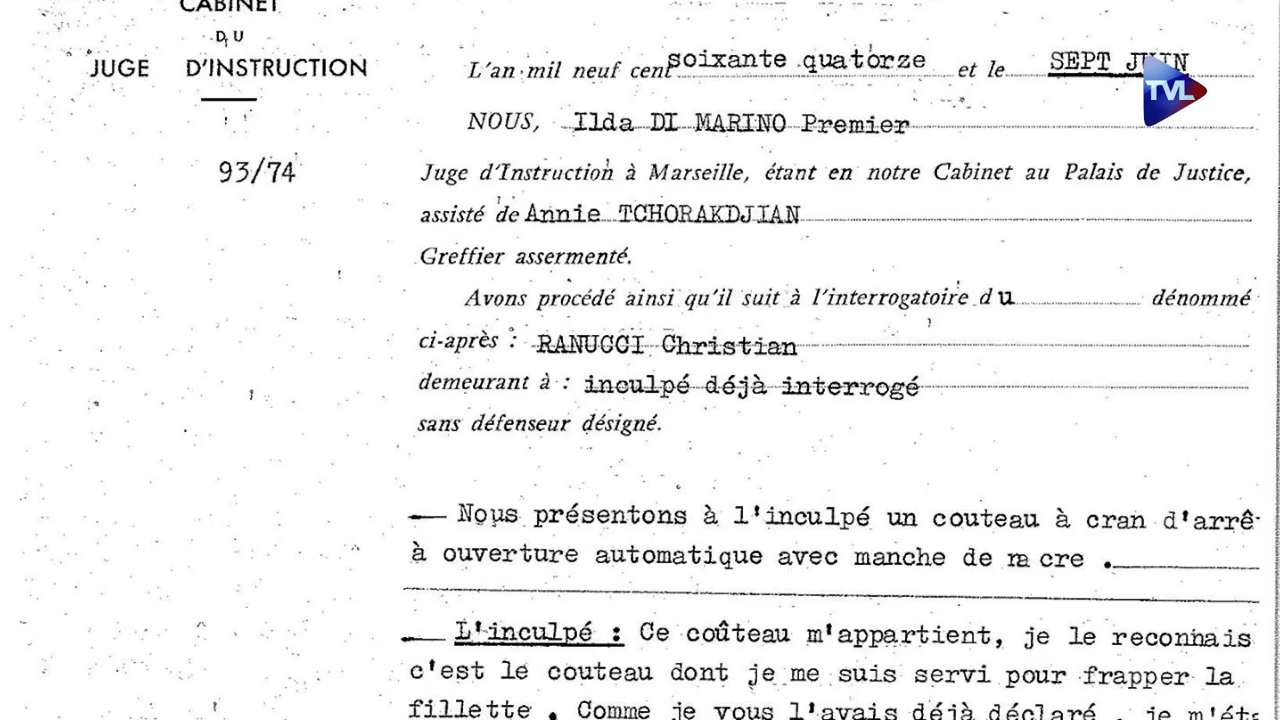 CABINET
DU
JUGE D'INSTRUCTION
93/74
L'an mil neuf cent soixante quatorze et le SEPT JUIN
NOUS, Ilda DI MARINO Premier
Juge d'Instruction à Marseille, étant en notre Cabinet au Palais de Justice,
assisté de Annie TCHORAKDJIAN
Greffier assermenté.
Avons procédé ainsi qu'il suit à l'interrogatoire du dénommé
ci-après : RANUCCI Christian
demeurant à : inculpé déjà interrogé
sans défenseur désigné.
Nous présentons à l'inculpé un couteau à cran d'arrê
à ouverture automatique avec manche de na cre .
L'inculpé : Ce coûteau m'appartient, je le reconnais
c'est le couteau dont je me suis servi pour frapper la
fillette . Comme je vous l'avais déjà déclaré , je m'éta
TVL